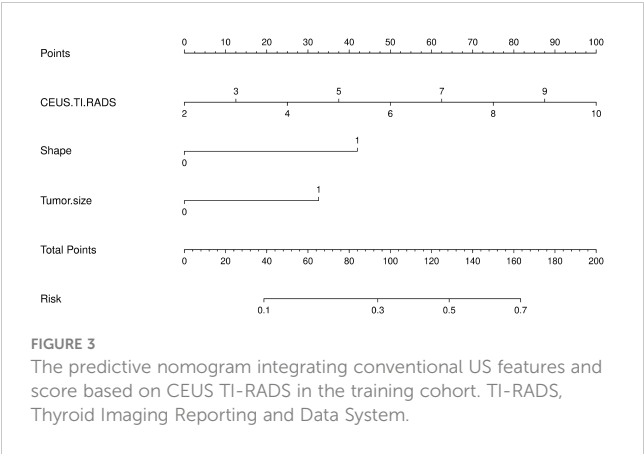 0 10 20 30 40 50 60 70 80 90 100
Points
3 5 7 9
CEUS.TI.RADS
2 4 6 8 10
1
Shape
0
1
Tumor.size
0
Total Points
0 20 40 60 80 100 120 140 160 180 200
Risk
0.1 0.3 0.5 0.7
FIGURE 3
The predictive nomogram integrating conventional US features and
score based on CEUS TI-RADS in the training cohort. TI-RADS,
Thyroid Imaging Reporting and Data System.